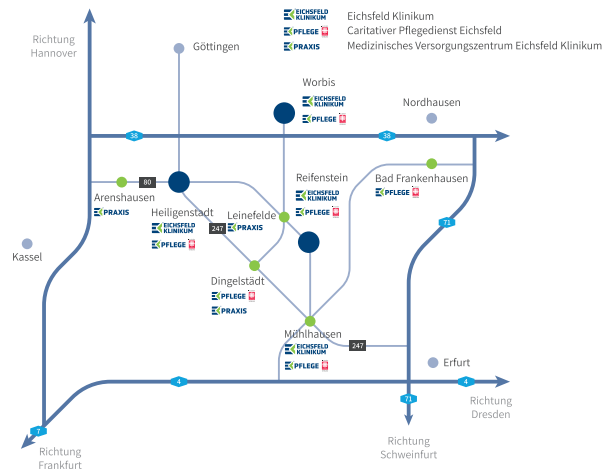 EICHSFELD
KLINIKUM
Eichsfeld Klinikum
PFLEGE
Caritativer Pflegedienst Eichsfeld
PRAXIS
Medizinisches Versorgungszentrum Eichsfeld Klinikum
Richtung
Hannover
Göttingen
Worbis
EICHSFELD
KLINIKUM
PFLEGE
Nordhausen
38
38
Reifenstein
EICHSFELD
KLINIKUM
PFLEGE
Bad Frankenhausen
PFLEGE
80
Arenshausen
PRAXIS
Heiligenstadt
EICHSFELD
KLINIKUM
PFLEGE
Leinefelde
247
PRAXIS
71
Kassel
Dingelstädt
PFLEGE
PRAXIS
Mühlhausen
EICHSFELD
KLINIKUM
PFLEGE
247
Erfurt
4
4
71
7
Richtung
Dresden
Richtung
Schweinfurt
Richtung
Frankfurt